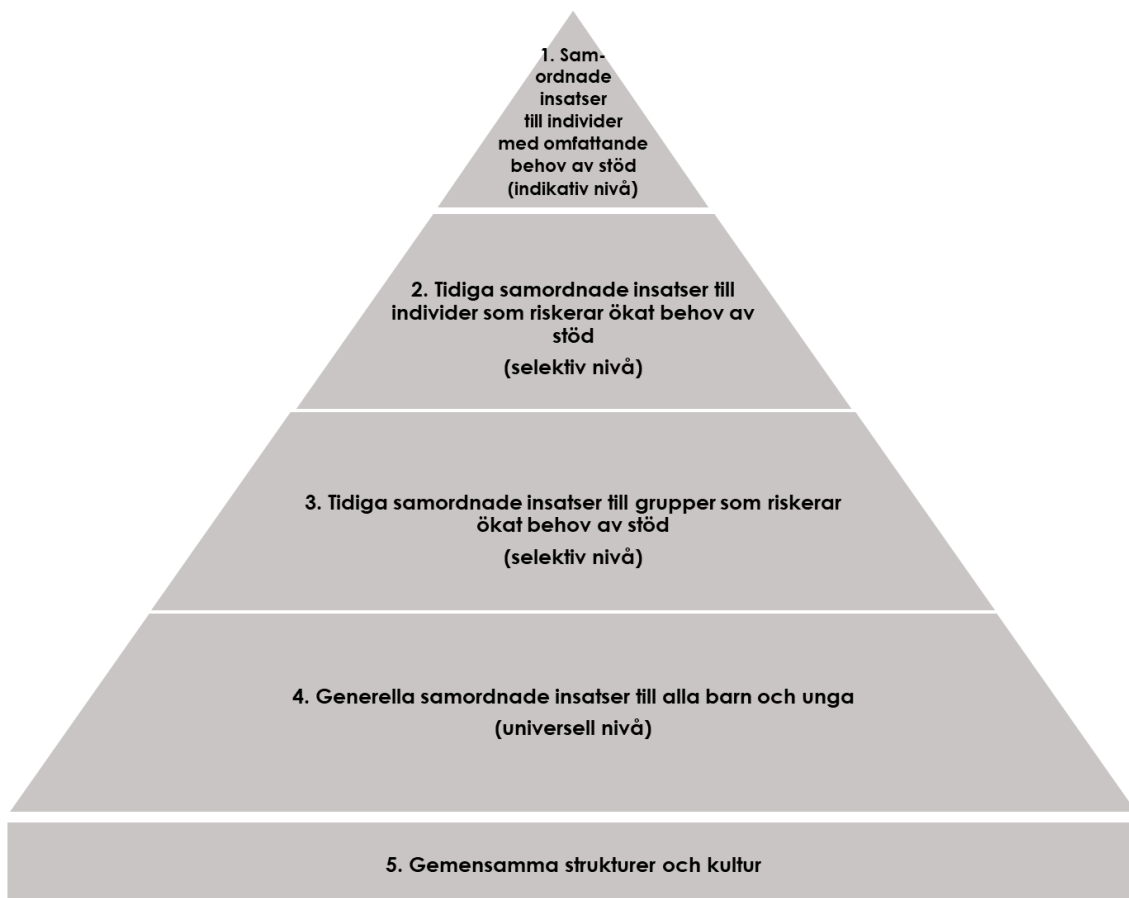 1. Sam-
ordnade
insatser
till individer
med omfattande
behov av stöd
(indikativ nivå)
2. Tidiga samordnade insatser till
individer som riskerar ökat behov av
stöd
(selektiv nivå)
3. Tidiga samordnade insatser till grupper som riskerar
ökat behov av stöd
(selektiv nivå)
4. Generella samordnade insatser till alla barn och unga
(universell nivå)
5. Gemensamma strukturer och kultur